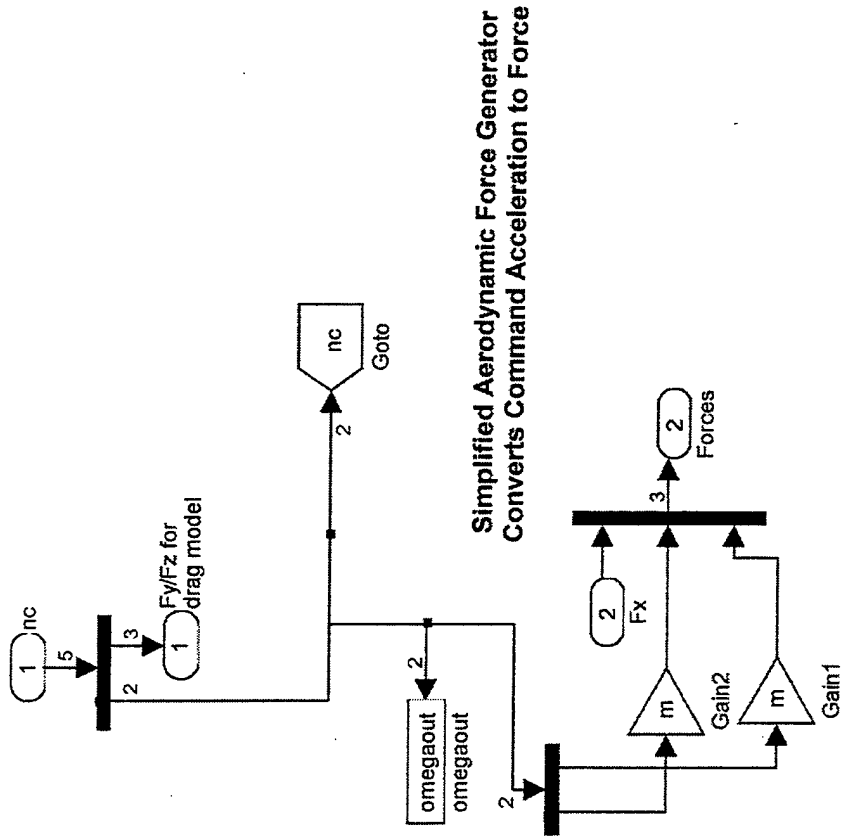 1
nc
5
3
2
Fy/Fz for
drag model
1
nc
Goto
2
2
omegaout
omegaout
2
Simplified Aerodynamic Force Generator
Converts Command Acceleration to Force
2
Fx
3
2
Forces
m
Gain2
m
Gain1